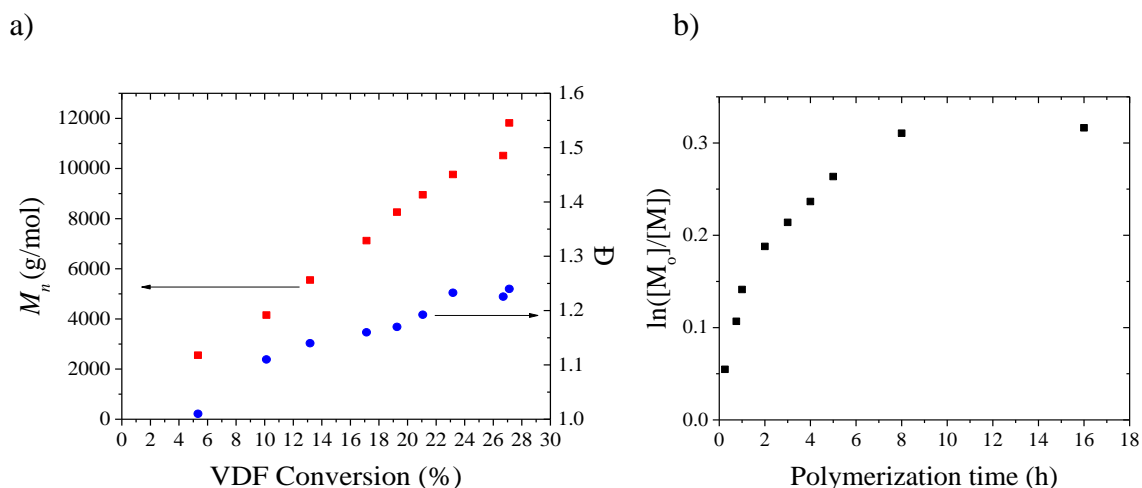 a)
12000
10000
8000
6000
4000
2000
0
M_n (g/mol)
0 2 4 6 8 10 12 14 16 18 20 22 24 26 28 30
VDF Conversion (%)
1.6
1.5
1.4
1.3
1.2
1.1
1.0
Đ
b)
0.3
0.2
0.1
0.0
ln([M_o]/[M])
0 2 4 6 8 10 12 14 16 18
Polymerization time (h)